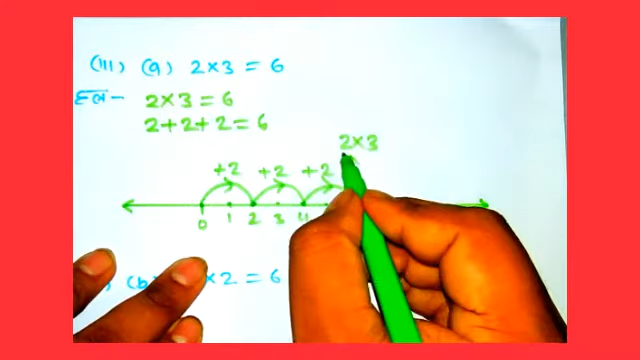 (III) (a) 2×3 = 6
हल-
2×3 = 6
2+2+2 = 6
2×3
+2 +2 +2
0 1 2 3 4
(b) ×2 = 6